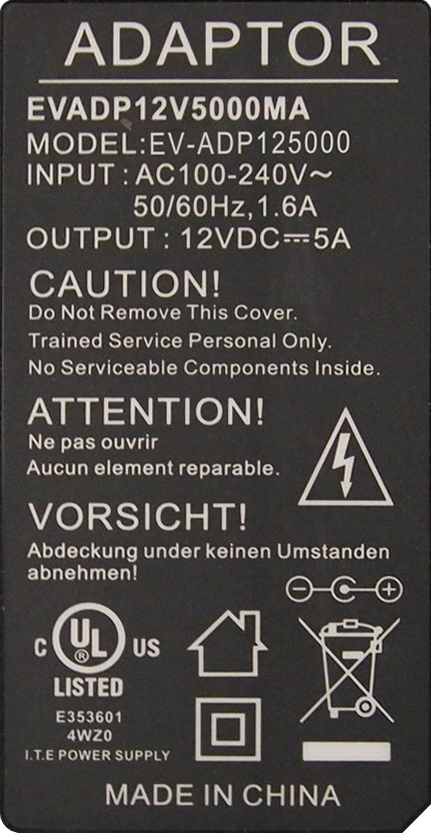 ADAPTOR
EVADP12V5000MA
MODEL:EV-ADP125000
INPUT : AC100-240V~
50/60Hz,1.6A
OUTPUT : 12VDC⎓5A
CAUTION!
Do Not Remove This Cover.
Trained Service Personal Only.
No Serviceable Components Inside.
ATTENTION!
Ne pas ouvrir
Aucun element reparable.
VORSICHT!
Abdeckung under keinen Umstanden
abnehmen!
C UL ® US
LISTED
E353601
4WZ0
I.T.E POWER SUPPLY
MADE IN CHINA